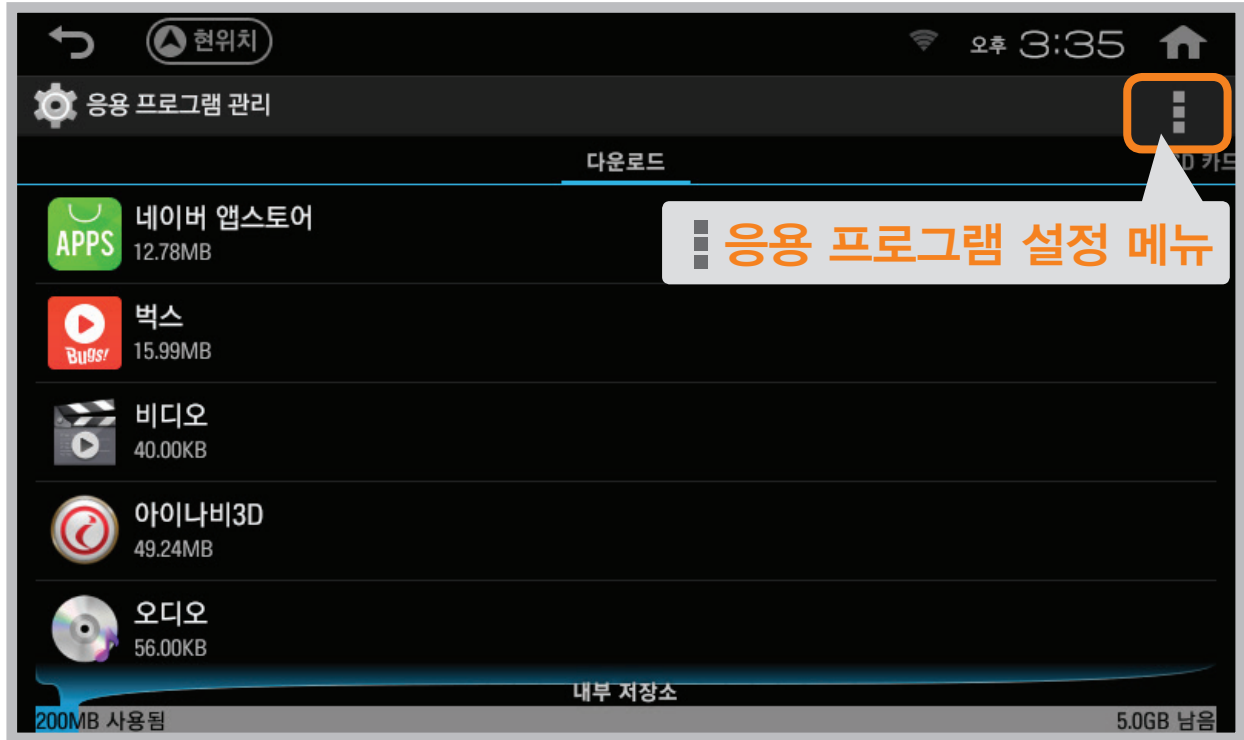 현위치
오후 3:35
응용 프로그램 관리
다운로드
SD 카드
응용 프로그램 설정 메뉴
APPS
네이버 앱스토어
12.78MB
Bugs!
벅스
15.99MB
비디오
40.00KB
아이나비3D
49.24MB
오디오
56.00KB
내부 저장소
200MB 사용됨
5.0GB 남음